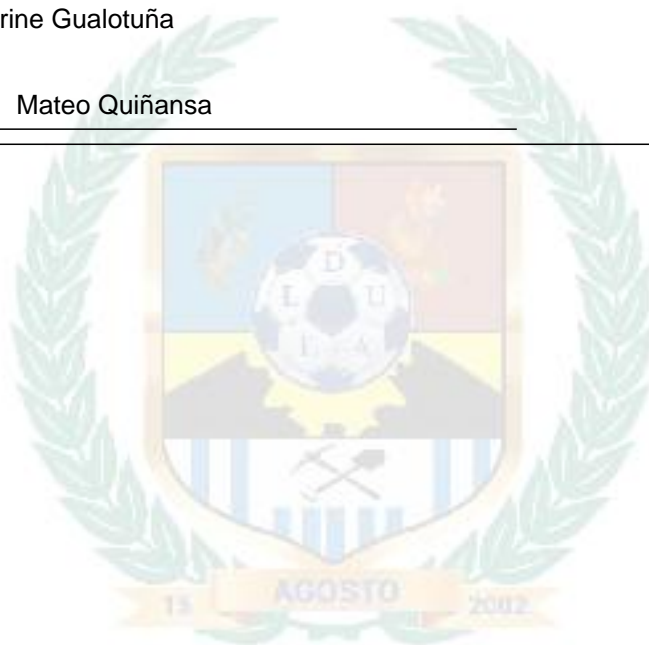 rine Gualotuña
Mateo Quiñansa
D
L U
L A
15 AGOSTO 2002